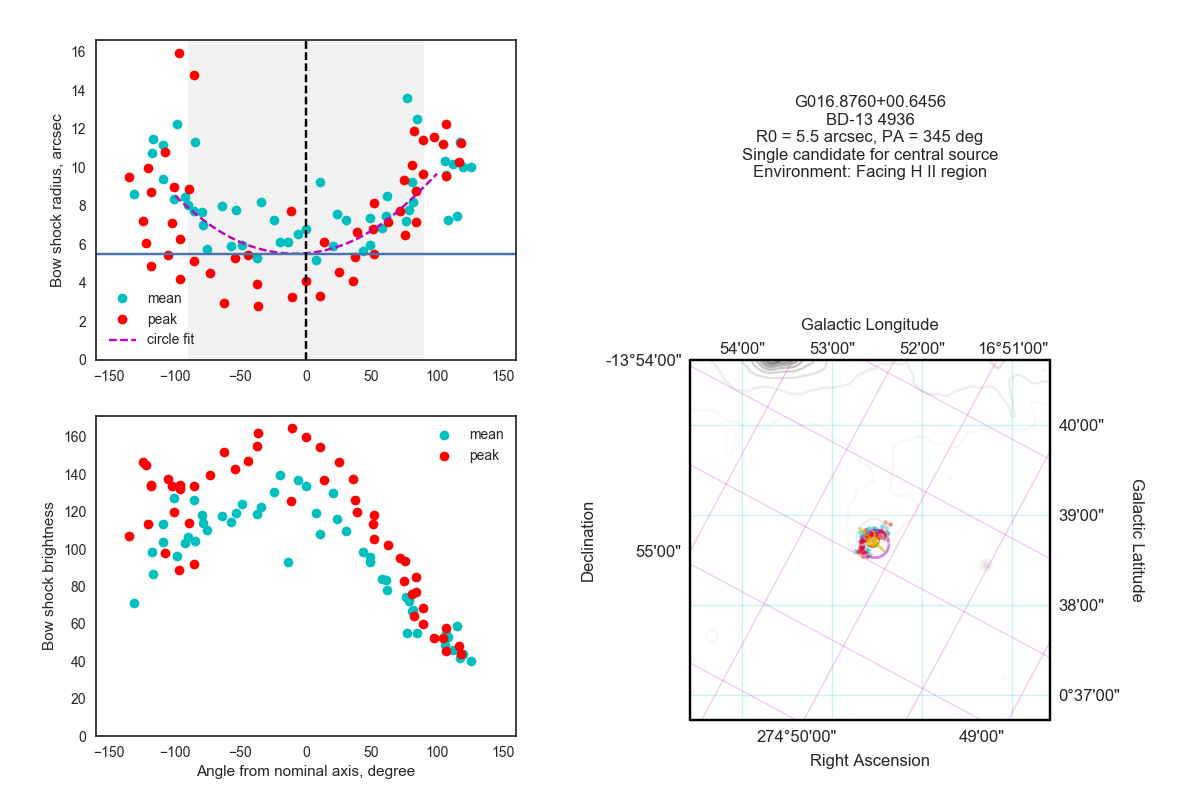 16
14
12
10
8
6
4
2
0
Bow shock radius, arcsec
mean
peak
circle fit
−150 −100 −50 0 50 100 150
160
140
120
100
80
60
40
20
0
Bow shock brightness
mean
peak
−150 −100 −50 0 50 100 150
Angle from nominal axis, degree
G016.8760+00.6456
BD-13 4936
R0 = 5.5 arcsec, PA = 345 deg
Single candidate for central source
Environment: Facing H II region
Galactic Longitude
54'00" 53'00" 52'00" 16°51'00"
-13°54'00"
55'00"
Declination
40'00"
39'00"
38'00"
0°37'00"
Galactic Latitude
274°50'00" 49'00"
Right Ascension